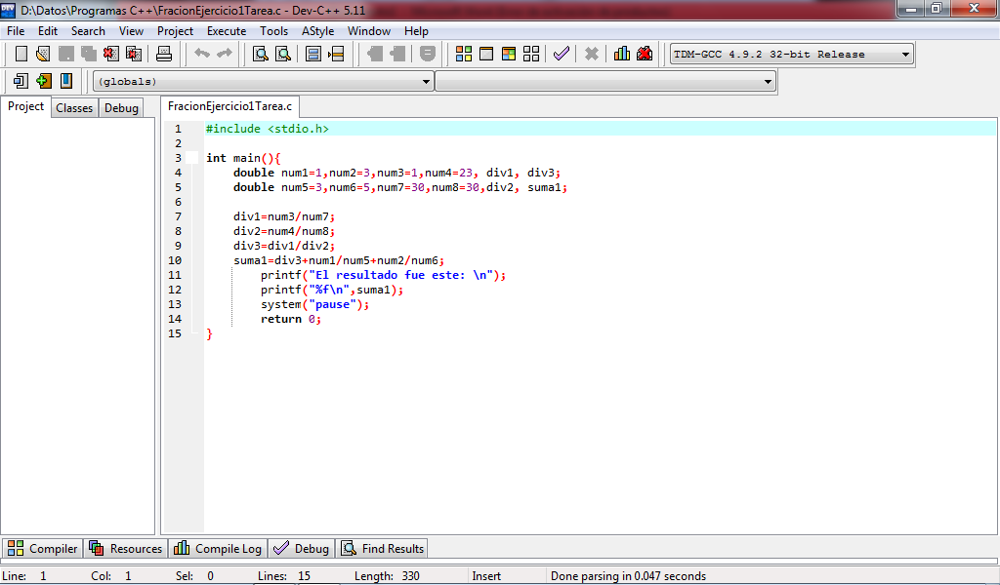 D:\Datos\Programas C++\FracionEjercicio1Tarea.c - Dev-C++ 5.11
File Edit Search View Project Execute Tools AStyle Window Help
TDM-GCC 4.9.2 32-bit Release
(globals)
Project Classes Debug
FracionEjercicio1Tarea.c
1 #include <stdio.h>
2
3 int main(){
4 double num1=1,num2=3,num3=1,num4=23, div1, div3;
5 double num5=3,num6=5,num7=30,num8=30,div2, suma1;
6
7 div1=num3/num7;
8 div2=num4/num8;
9 div3=div1/div2;
10 suma1=div3+num1/num5+num2/num6;
11 printf("El resultado fue este: \n");
12 printf("%f\n",suma1);
13 system("pause");
14 return 0;
15 }
Compiler Resources Compile Log Debug Find Results
Line: 1 Col: 1 Sel: 0 Lines: 15 Length: 330 Insert Done parsing in 0.047 seconds